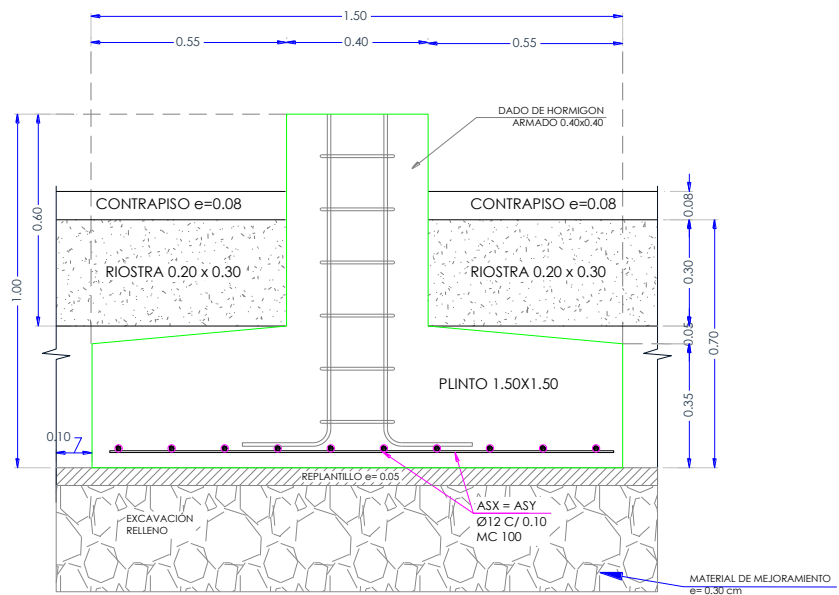 1.50
0.55
0.40
0.55
DADO DE HORMIGON
ARMADO 0.40x0.40
CONTRAPISO e=0.08
CONTRAPISO e=0.08
0.08
0.60
1.00
RIOSTRA 0.20 x 0.30
RIOSTRA 0.20 x 0.30
0.30
0.05
0.70
PLINTO 1.50X1.50
0.35
0.10
REPLANTILLO e= 0.05
EXCAVACIÓN
RELLENO
ASX = ASY
Ø12 C/ 0.10
MC 100
MATERIAL DE MEJORAMIENTO
e= 0.30 cm